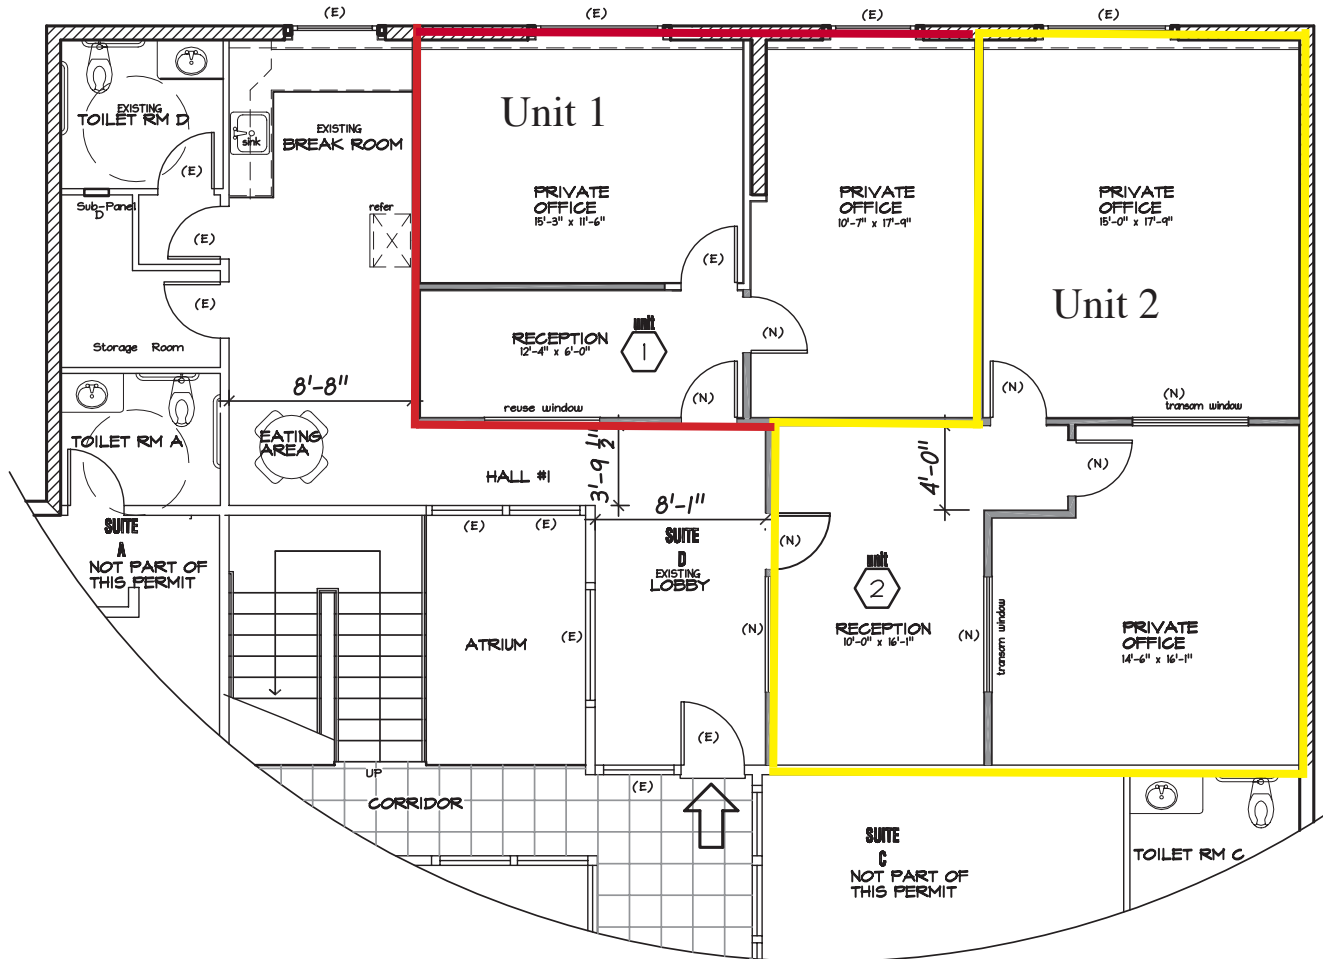 (E)
(E)
(E)
(E)
EXISTING
TOILET RM D
(E)
Sub-Panel
D
(E)
(E)
Storage Room
sink
EXISTING
BREAK ROOM
refer
8'-8"
Unit 1
PRIVATE
OFFICE
15'-3" x 11'-6"
(E)
RECEPTION
12'-4" x 6'-0"
unit
1
(N)
(N)
reuse window
PRIVATE
OFFICE
10'-7" x 17'-9"
PRIVATE
OFFICE
15'-0" x 17'-9"
Unit 2
(N)
(N)
transom window
TOILET RM A
EATING
AREA
HALL #1
3'-9 1/2"
8'-1"
4'-0"
(N)
SUITE
A
NOT PART OF
THIS PERMIT
(E)
(E)
SUITE
D
EXISTING
LOBBY
(N)
unit
2
RECEPTION
10'-0" x 16'-1"
(N)
(N)
transom window
PRIVATE
OFFICE
14'-6" x 16'-1"
ATRIUM
(E)
(E)
UP
(E)
CORRIDOR
SUITE
C
NOT PART OF
THIS PERMIT
TOILET RM C